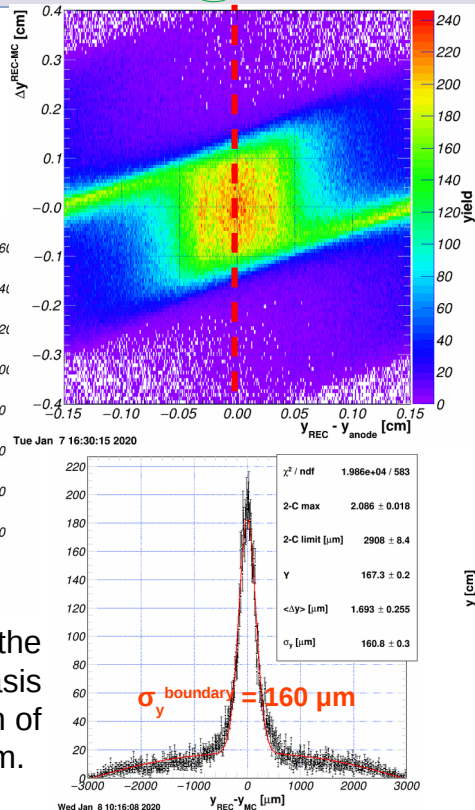 Δy^REC-MC [cm]
0.4
0.3
0.2
0.1
-0.0
-0.1
-0.2
-0.3
-0.4
-0.15 -0.10 -0.05 0.00 0.05 0.10 0.15
y_REC - y_anode [cm]
240
220
200
180
160
140
120
100
80
60
40
20
0
yield
Tue Jan 7 16:30:15 2020
220
200
180
160
140
120
100
80
60
40
20
0
χ² / ndf 1.986e+04 / 583
2-C max 2.086 ± 0.018
2-C limit [μm] 2908 ± 8.4
Y 167.3 ± 0.2
<Δy> [μm] 1.693 ± 0.255
σ_y [μm] 160.8 ± 0.3
σ_y^boundary = 160 μm
-3000 -2000 -1000 0 1000 2000 3000
y_REC-y_MC [μm]
Wed Jan 8 10:16:08 2020
y [cm]
the
asis
n of
m.